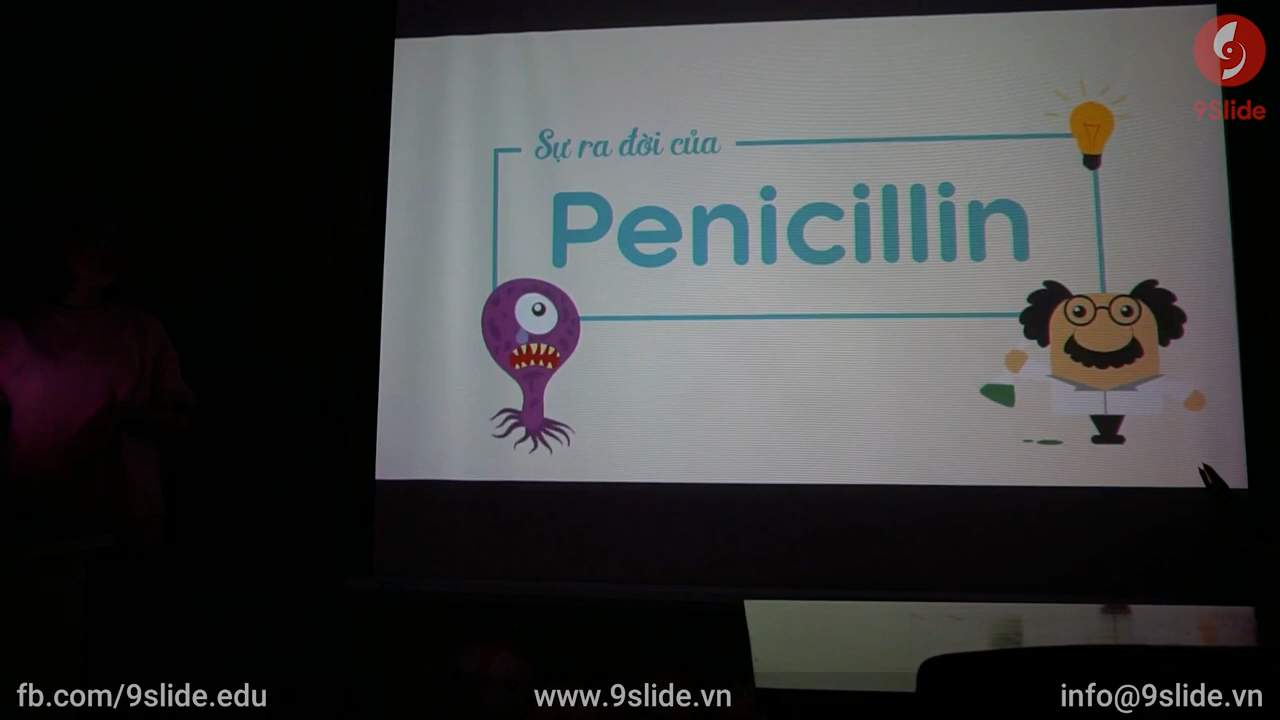 9Slide
Sự ra đời của
Penicillin
fb.com/9slide.edu
www.9slide.vn
info@9slide.vn